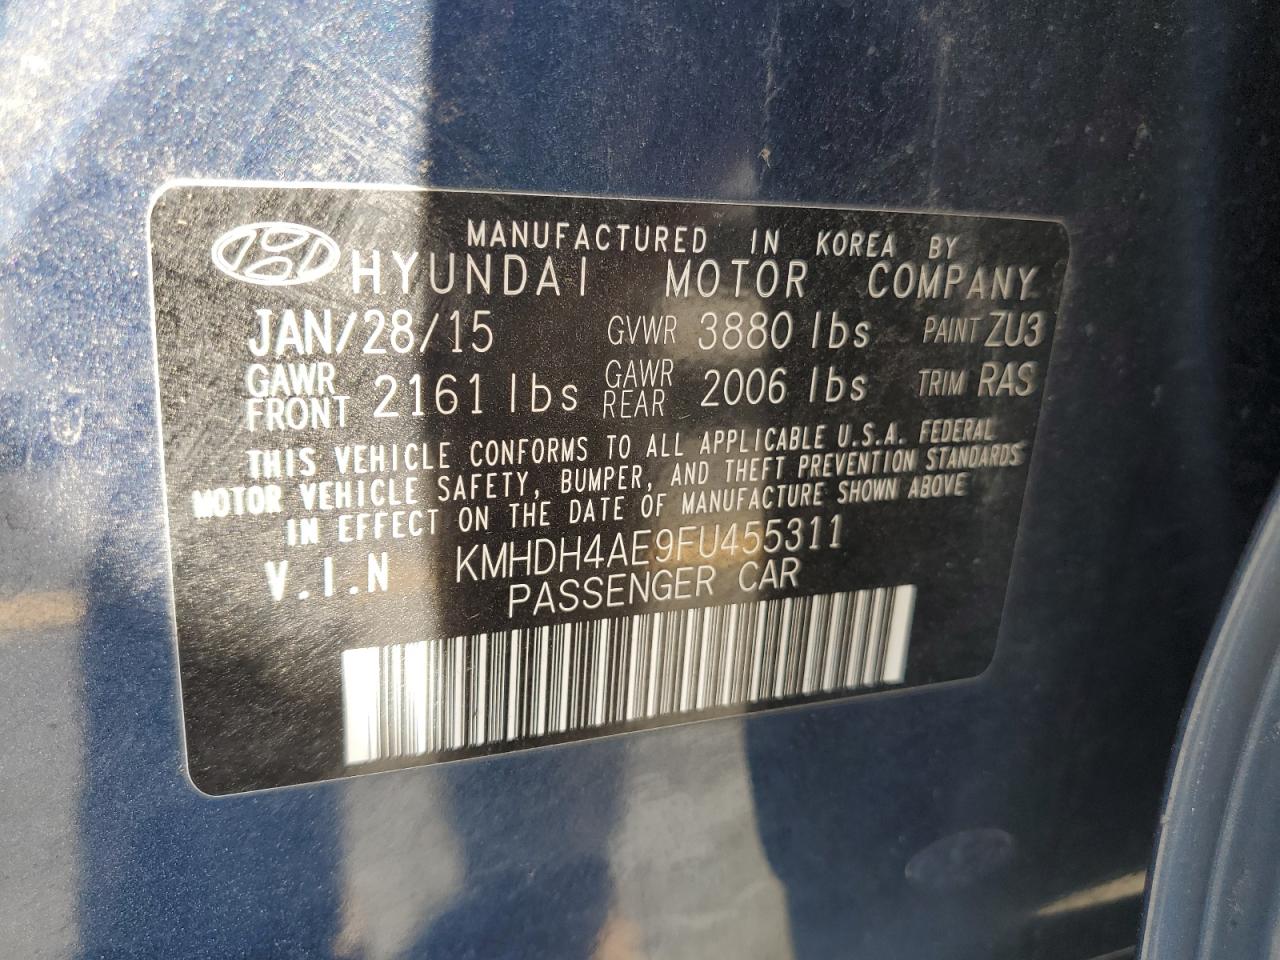 MANUFACTURED IN KOREA BY
HYUNDAI MOTOR COMPANY
JAN/28/15 GVWR 3880 lbs PAINT ZU3
GAWR FRONT 2161 lbs GAWR REAR 2006 lbs TRIM RAS
THIS VEHICLE CONFORMS TO ALL APPLICABLE U.S.A. FEDERAL
MOTOR VEHICLE SAFETY, BUMPER, AND THEFT PREVENTION STANDARDS
IN EFFECT ON THE DATE OF MANUFACTURE SHOWN ABOVE
V.I.N KMHDH4AE9FU455311
PASSENGER CAR